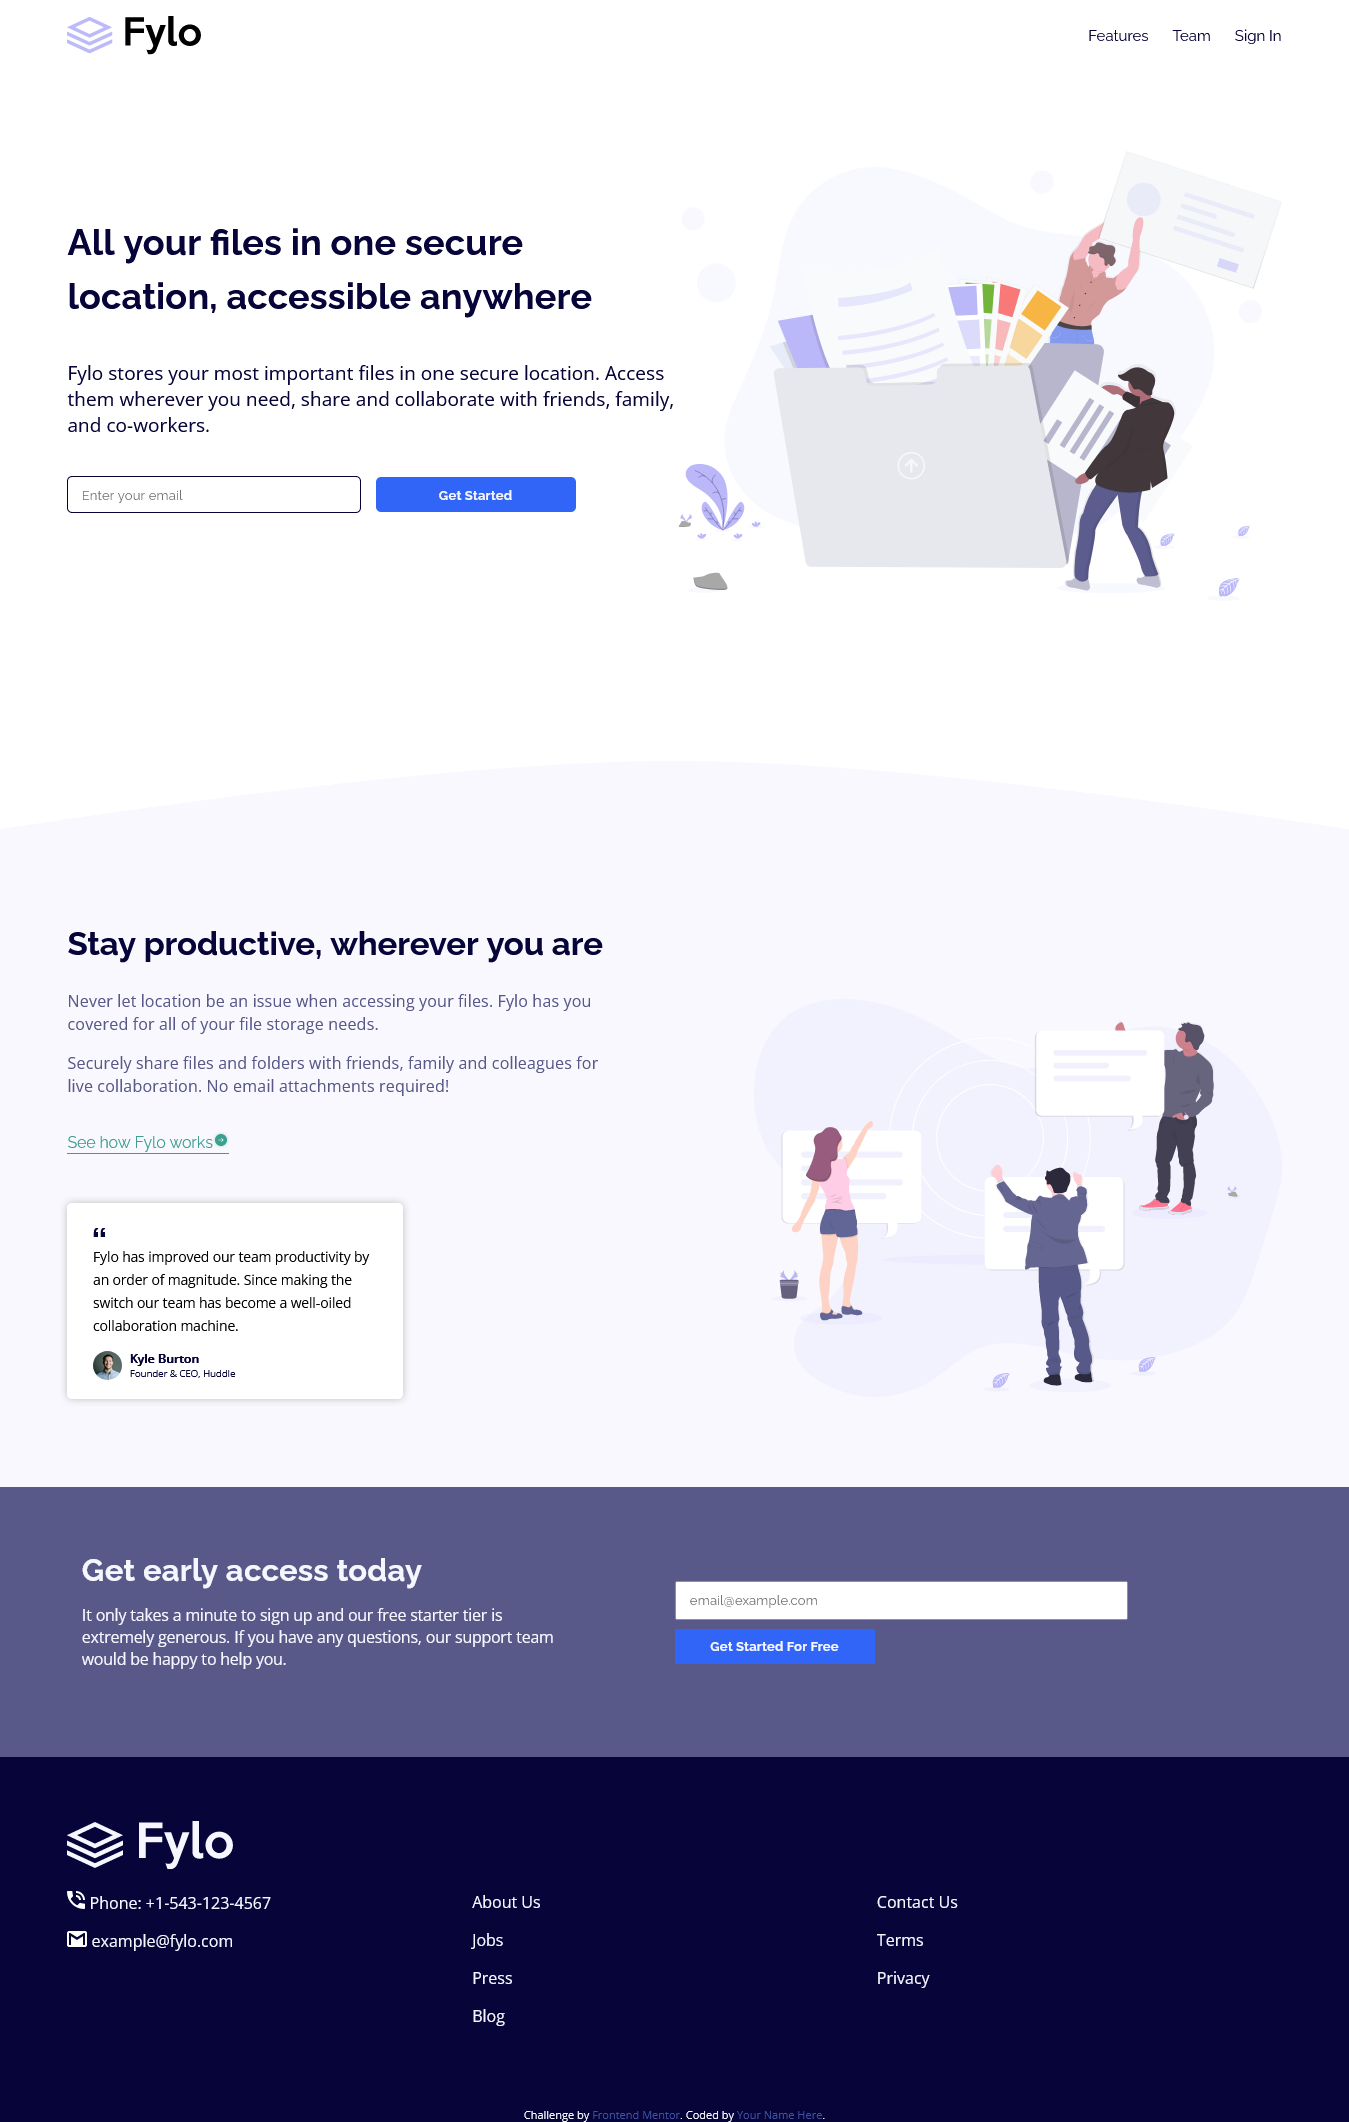 Fylo
Features
Team
Sign In
All your files in one secure
location, accessible anywhere
Fylo stores your most important files in one secure location. Access
them wherever you need, share and collaborate with friends, family,
and co-workers.
Enter your email
Get Started
Stay productive, wherever you are
Never let location be an issue when accessing your files. Fylo has you
covered for all of your file storage needs.
Securely share files and folders with friends, family and colleagues for
live collaboration. No email attachments required!
See how Fylo works
“
Fylo has improved our team productivity by
an order of magnitude. Since making the
switch our team has become a well-oiled
collaboration machine.
Kyle Burton
Founder & CEO, Huddle
Get early access today
It only takes a minute to sign up and our free starter tier is
extremely generous. If you have any questions, our support team
would be happy to help you.
email@example.com
Get Started For Free
Fylo
Phone: +1-543-123-4567
example@fylo.com
About Us
Jobs
Press
Blog
Contact Us
Terms
Privacy
Challenge by Frontend Mentor. Coded by Your Name Here.